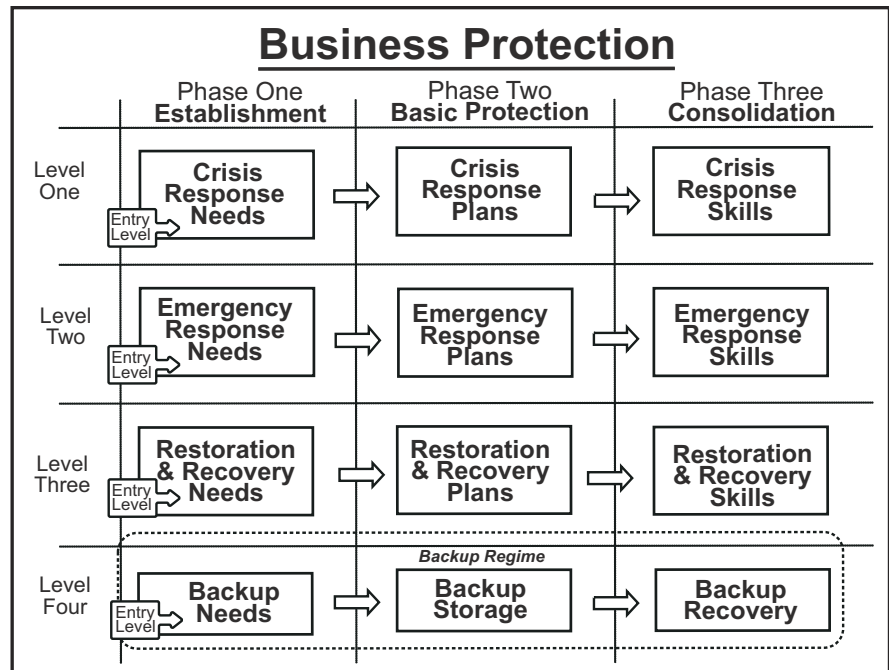 Business Protection
Phase One
Establishment
Phase Two
Basic Protection
Phase Three
Consolidation
Level
One
Entry
Level
Crisis
Response
Needs
Crisis
Response
Plans
Crisis
Response
Skills
Level
Two
Entry
Level
Emergency
Response
Needs
Emergency
Response
Plans
Emergency
Response
Skills
Level
Three
Entry
Level
Restoration
& Recovery
Needs
Restoration
& Recovery
Plans
Restoration
& Recovery
Skills
Backup Regime
Level
Four
Entry
Level
Backup
Needs
Backup
Storage
Backup
Recovery